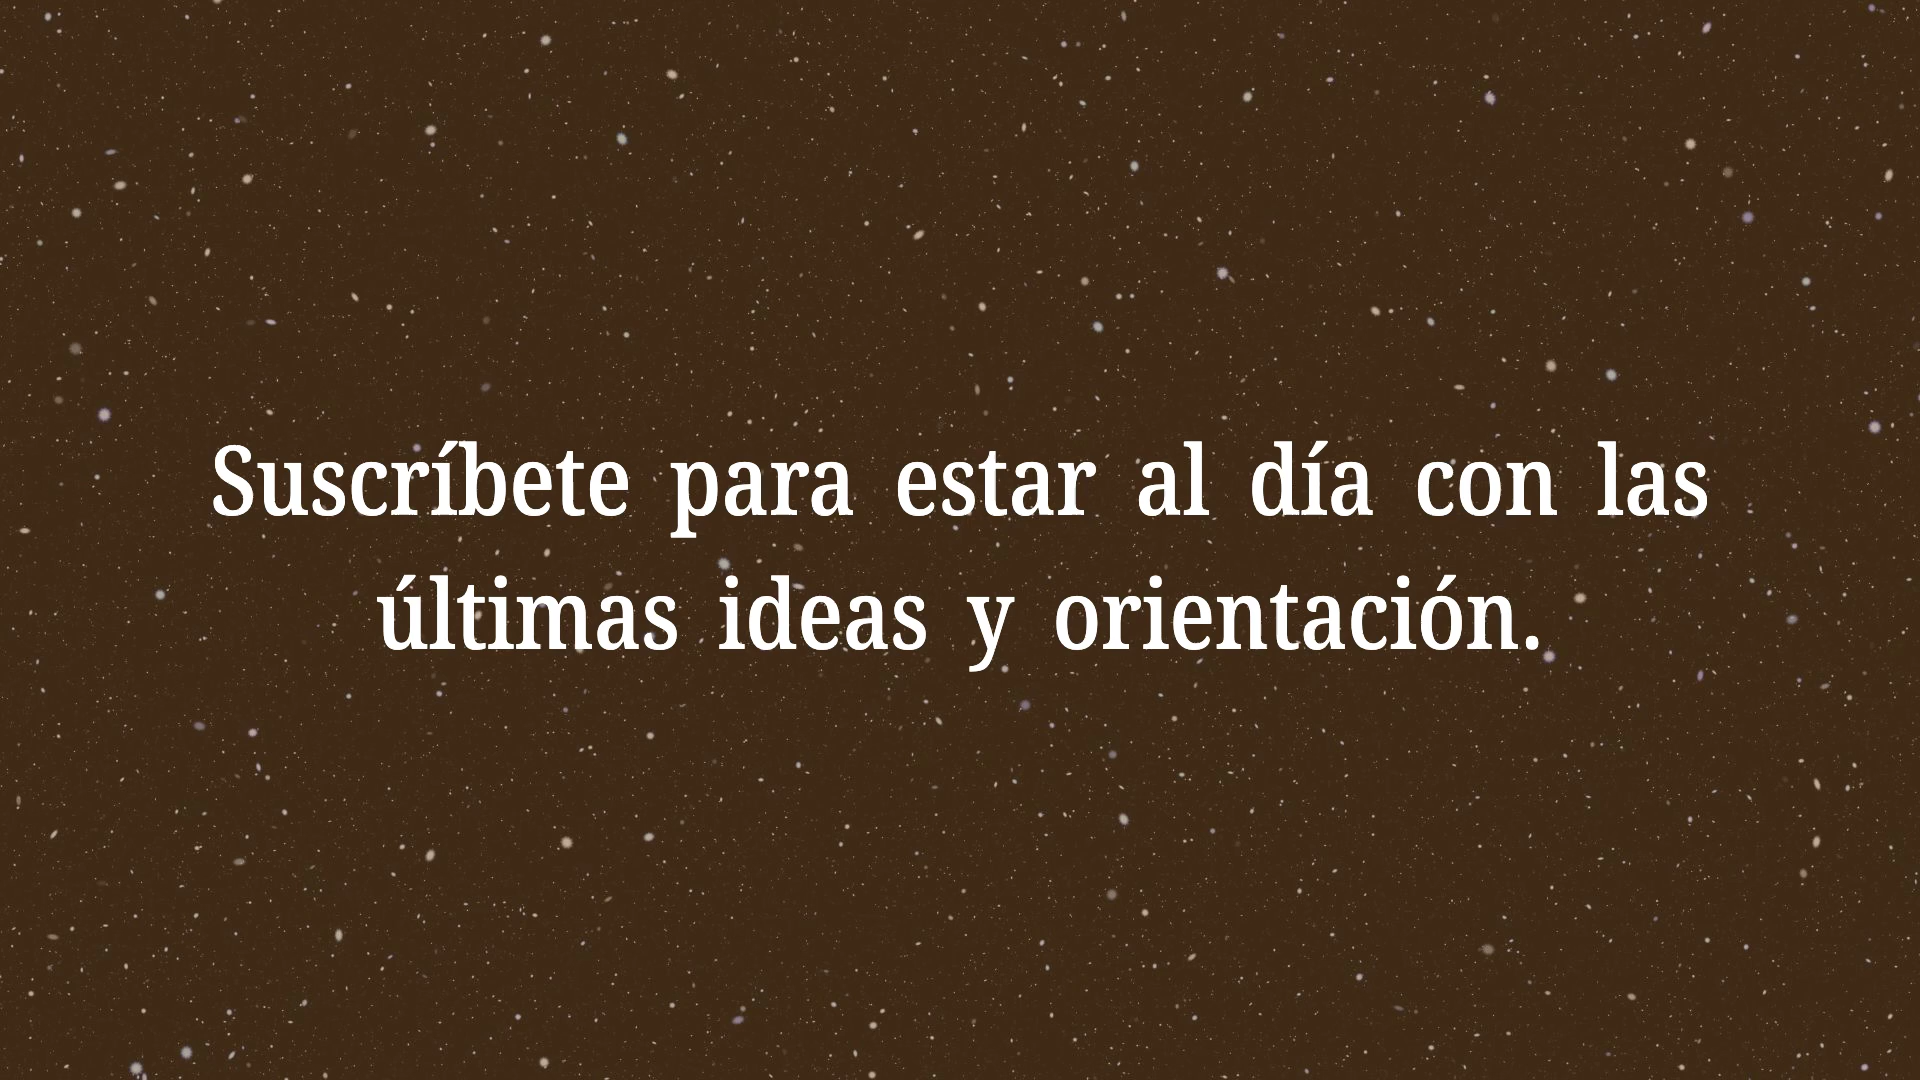 Suscríbete para estar al día con las
últimas ideas y orientación.